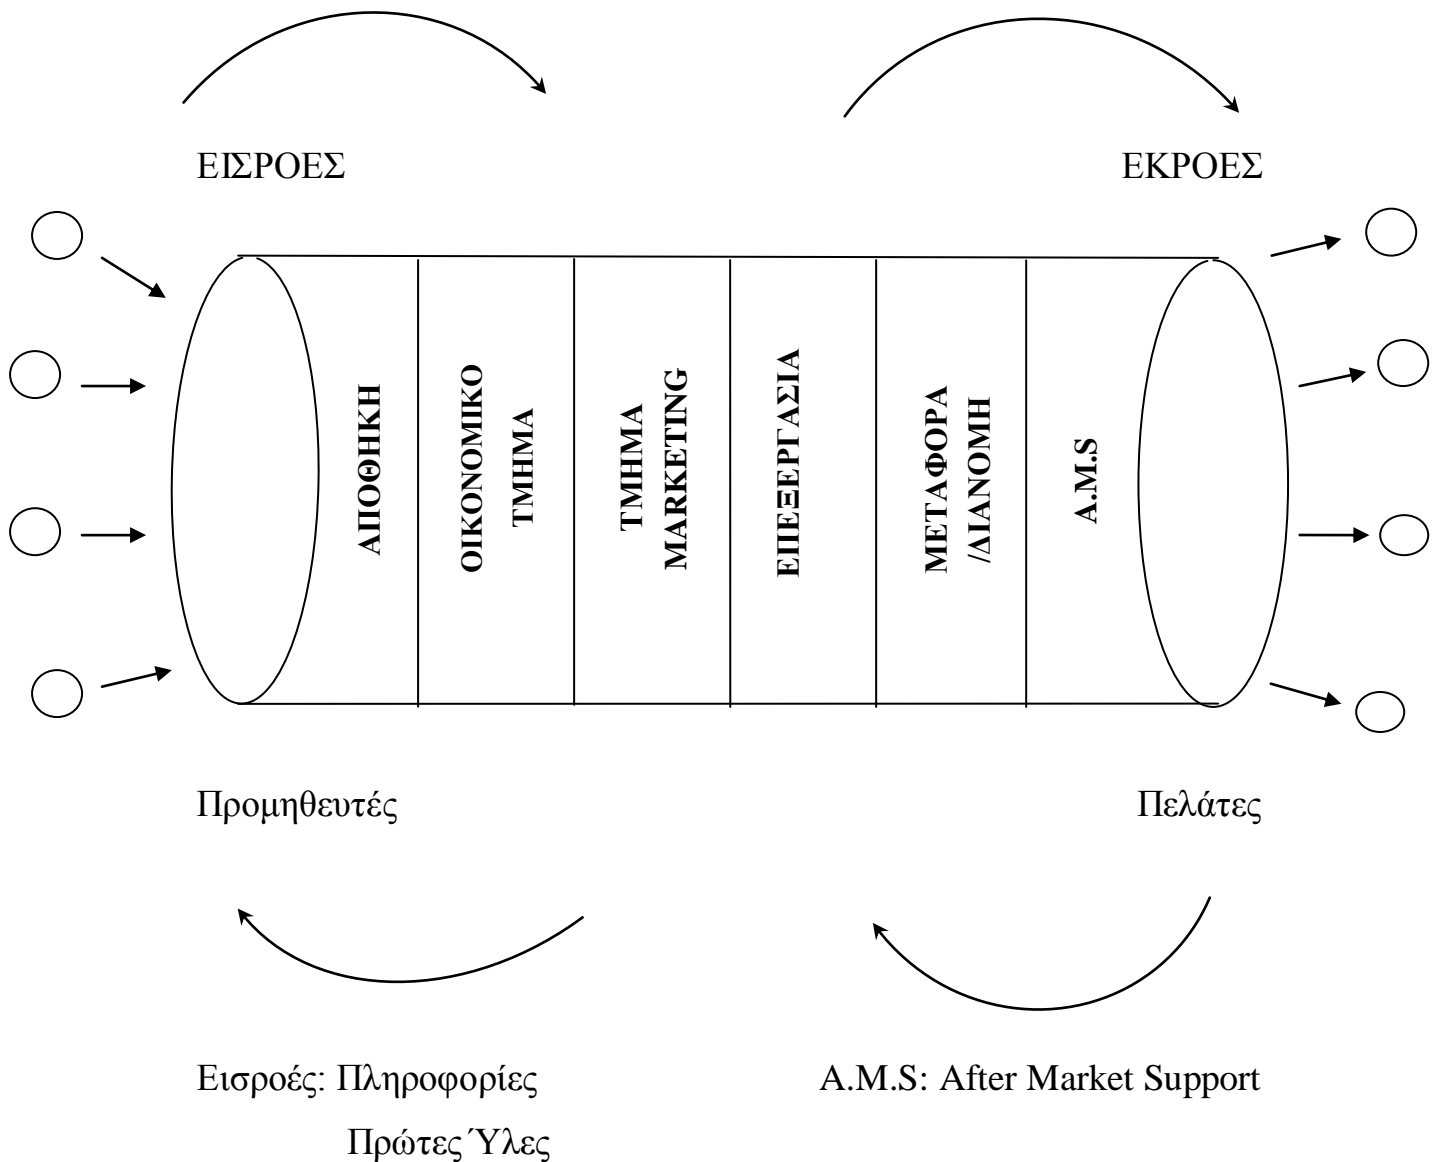 ΕΙΣΡΟΕΣ
ΕΚΡΟΕΣ
ΑΠΟΘΗΚΗ
ΟΙΚΟΝΟΜΙΚΟ
ΤΜΗΜΑ
ΤΜΗΜΑ
MARKETING
ΕΠΕΞΕΡΓΑΣΙΑ
ΜΕΤΑΦΟΡΑ
/ΔΙΑΝΟΜΗ
A.M.S
Προμηθευτές
Πελάτες
Εισροές: Πληροφορίες
Πρώτες Ύλες
A.M.S: After Market Support